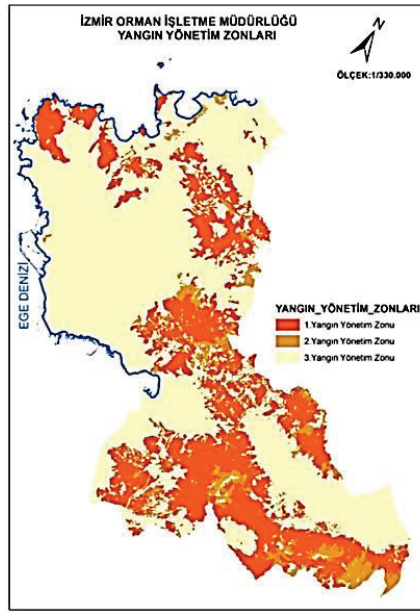 İZMİR ORMAN İŞLETME MÜDÜRLÜĞÜ
YANGIN YÖNETİM ZONLARI
N
ÖLÇEK:1/330.000
EGE DENİZİ
YANGIN_YÖNETİM_ZONLARI
1.Yangın Yönetim Zonu
2.Yangın Yönetim Zonu
3.Yangın Yönetim Zonu